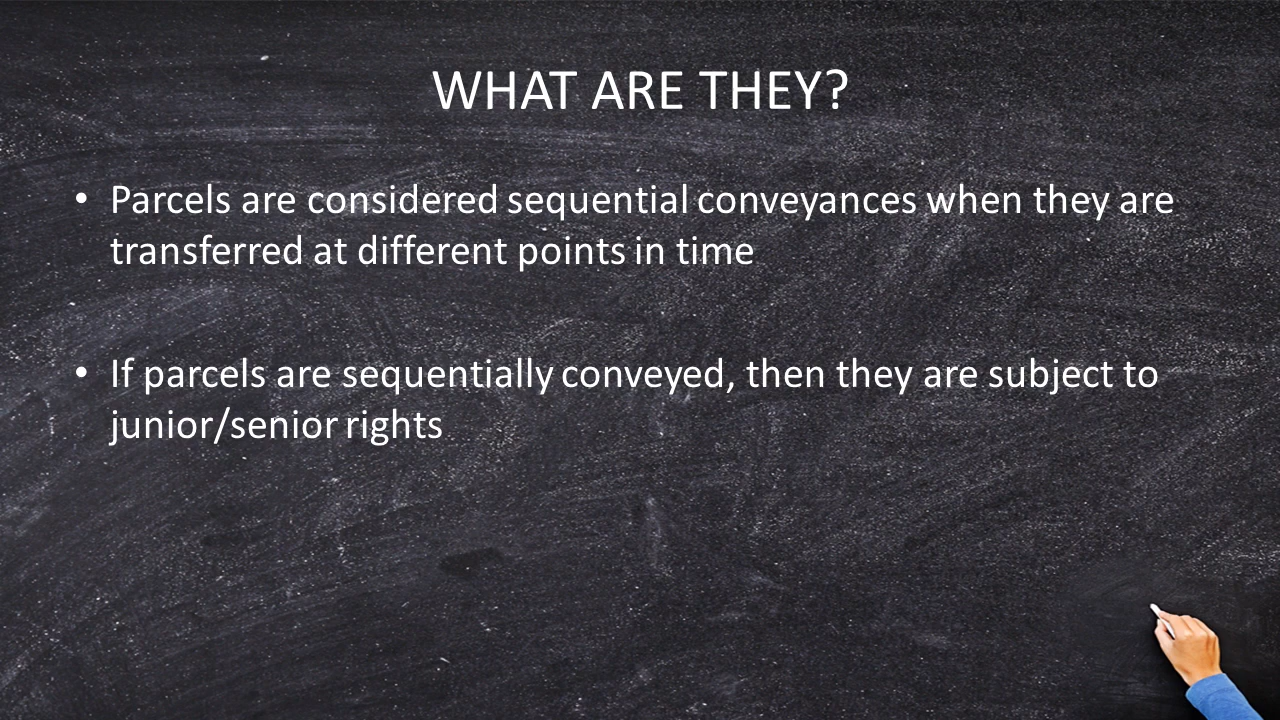 WHAT ARE THEY?
• Parcels are considered sequential conveyances when they are
transferred at different points in time
• If parcels are sequentially conveyed, then they are subject to
junior/senior rights